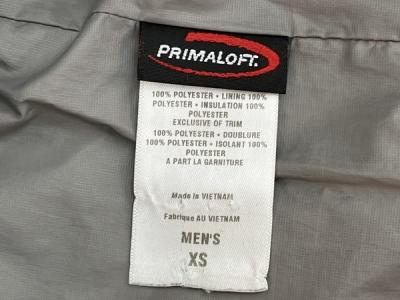 PRIMALOFT.
100% POLYESTER • LINING 100%
POLYESTER • INSULATION 100%
POLYESTER
EXCLUSIVE OF TRIM
100% POLYESTER • DOUBLURE
100% POLYESTER • ISOLANT 100%
POLYESTER
A PART LA GARNITURE
Made in VIETNAM
Fabrique AU VIETNAM
MEN'S
XS